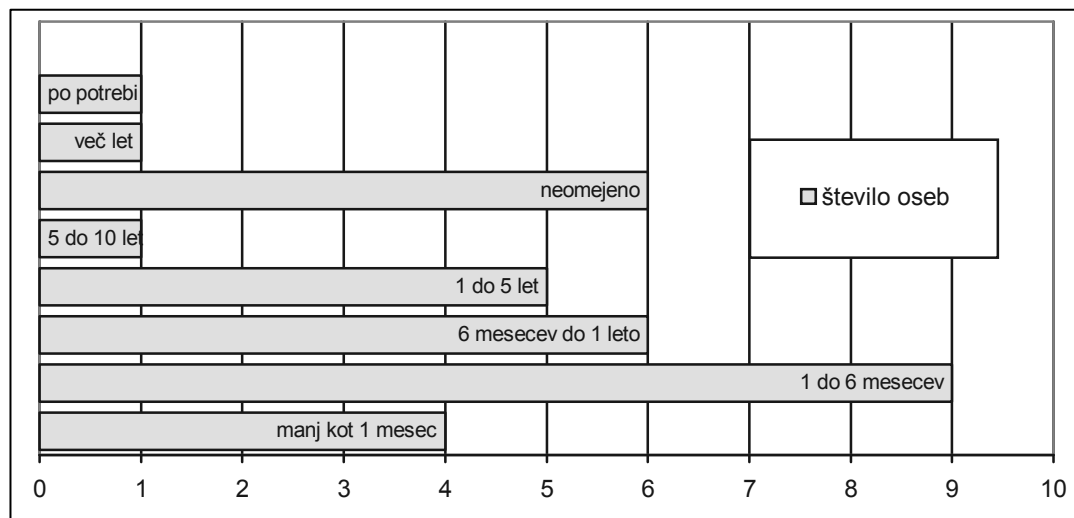 po potrebi
več let
neomejeno
5 do 10 let
1 do 5 let
6 mesecev do 1 leto
1 do 6 mesecev
manj kot 1 mesec
število oseb
0 1 2 3 4 5 6 7 8 9 10